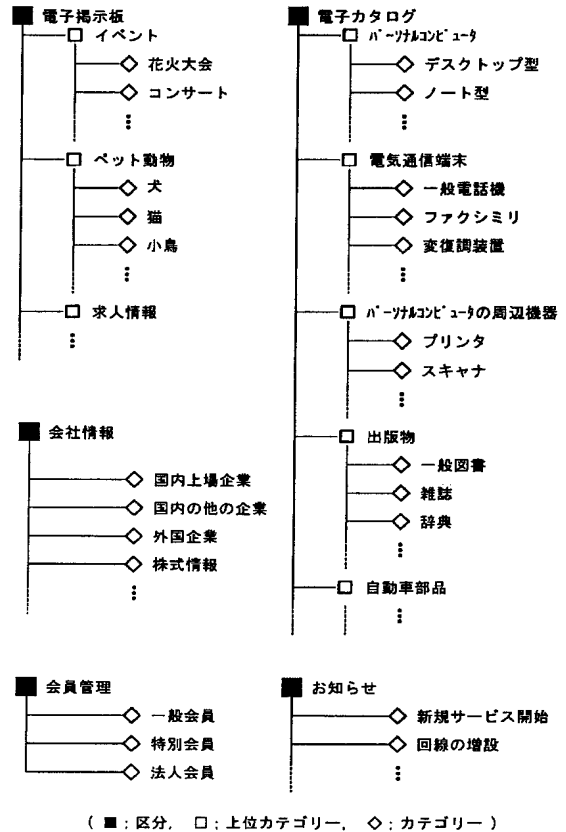 ■ 電子掲示板
□ イベント
◇ 花火大会
◇ コンサート
□ ペット動物
◇ 犬
◇ 猫
◇ 小鳥
□ 求人情報
■ 会社情報
◇ 国内上場企業
◇ 国内の他の企業
◇ 外国企業
◇ 株式情報
■ 会員管理
◇ 一般会員
◇ 特別会員
◇ 法人会員
■ 電子カタログ
□ パーソナルコンピュータ
◇ デスクトップ型
◇ ノート型
□ 電気通信端末
◇ 一般電話機
◇ ファクシミリ
◇ 変復調装置
□ パーソナルコンピュータの周辺機器
◇ プリンタ
◇ スキャナ
□ 出版物
◇ 一般図書
◇ 雑誌
◇ 辞典
□ 自動車部品
■ お知らせ
◇ 新規サービス開始
◇ 回線の増設
( ■ ; 区分, □ ; 上位カテゴリー, ◇ ; カテゴリー )